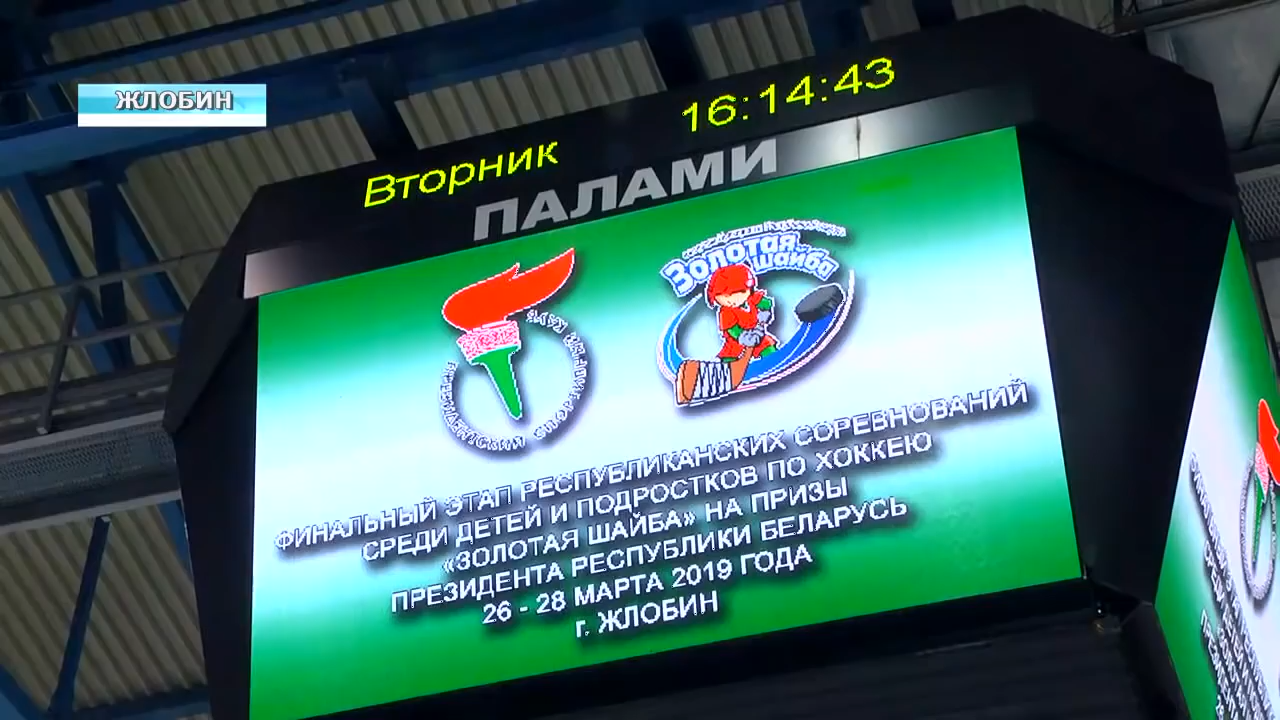 ЖЛОБИН
Вторник 16:14:43
ПАЛАМИ
Золотая
шайба
ФИНАЛЬНЫЙ ЭТАП РЕСПУБЛИКАНСКИХ СОРЕВНОВАНИЙ
СРЕДИ ДЕТЕЙ И ПОДРОСТКОВ ПО ХОККЕЮ
«ЗОЛОТАЯ ШАЙБА» НА ПРИЗЫ
ПРЕЗИДЕНТА РЕСПУБЛИКИ БЕЛАРУСЬ
26 - 28 МАРТА 2019 ГОДА
г. ЖЛОБИН